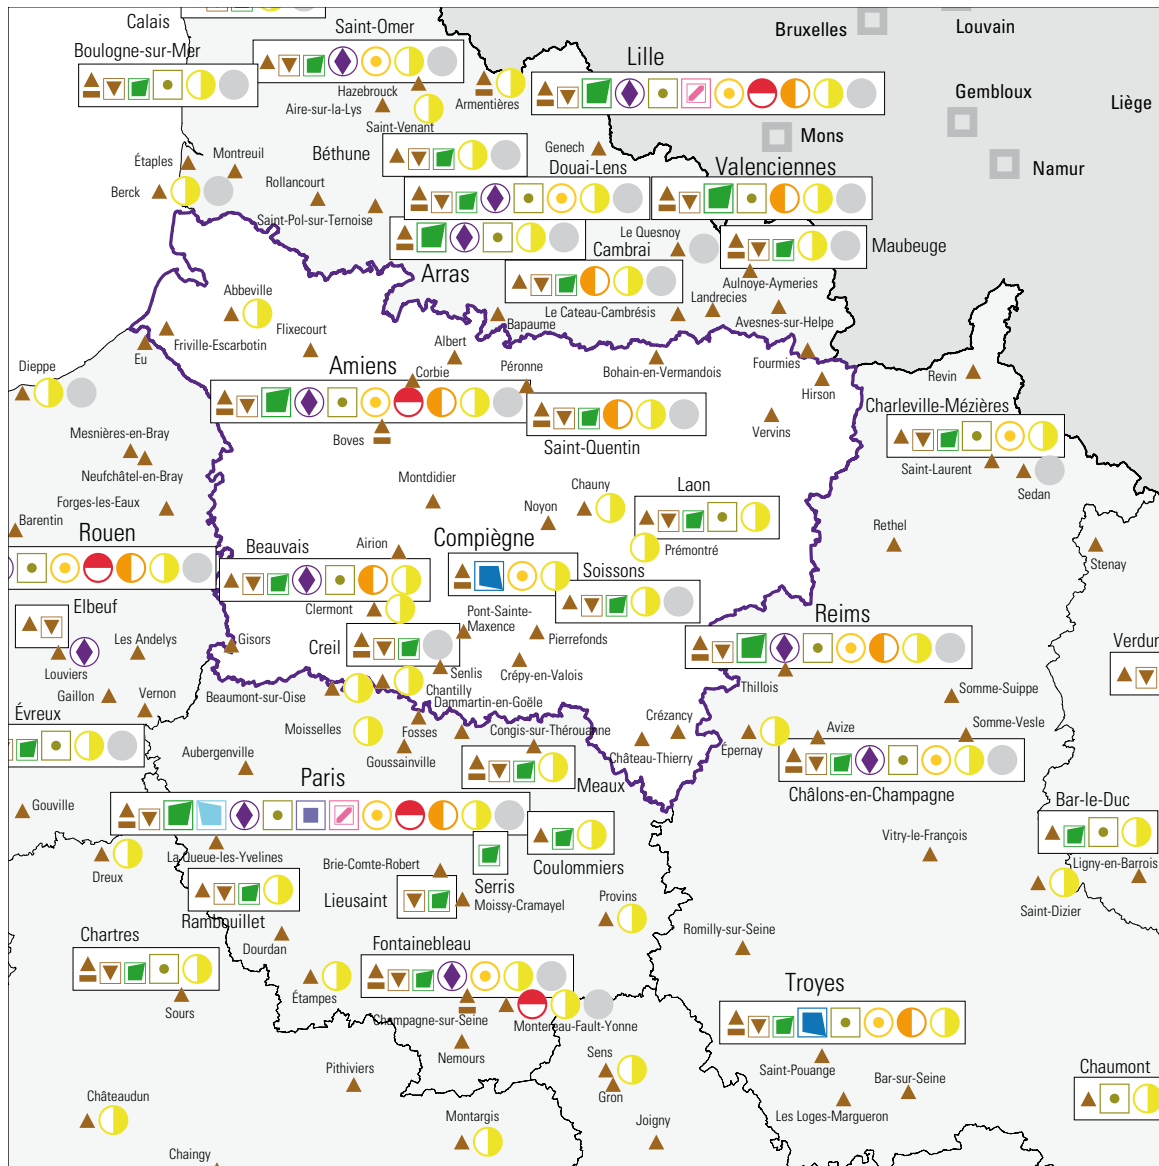 Calais
Saint-Omer
Bruxelles
Louvain
Boulogne-sur-Mer
Lille
Hazebrouck
Aire-sur-la-Lys
Armentières
Gembloux
Liège
Saint-Venant
Mons
Étaples
Montreuil
Béthune
Genech
Douai-Lens
Valenciennes
Namur
Berck
Rollancourt
Saint-Pol-sur-Ternoise
Le Quesnoy
Cambrai
Maubeuge
Arras
Aulnoye-Aymeries
Abbeville
Landrecies
Le Cateau-Cambrésis
Avesnes-sur-Helpe
Flixecourt
Bapaume
Friville-Escarbotin
Eu
Albert
Dieppe
Amiens
Corbie
Péronne
Bohain-en-Vermandois
Fourmies
Hirson
Revin
Charleville-Mézières
Mesnières-en-Bray
Boves
Saint-Quentin
Vervins
Neufchâtel-en-Bray
Saint-Laurent
Sedan
Forges-les-Eaux
Montdidier
Chauny
Laon
Barentin
Noyon
Rethel
Rouen
Beauvais
Airion
Compiègne
Prémontré
Stenay
Soissons
Elbeuf
Clermont
Pont-Sainte-
Maxence
Reims
Les Andelys
Gisors
Creil
Pierrefonds
Verdun
Louviers
Senlis
Crépy-en-Valois
Thillois
Gaillon
Vernon
Beaumont-sur-Oise
Chantilly
Dammartin-en-Goële
Somme-Suippe
Évreux
Moisselles
Fosses
Congis-sur-Thérouanne
Crézancy
Somme-Vesle
Avize
Aubergenville
Goussainville
Château-Thierry
Épernay
Paris
Meaux
Châlons-en-Champagne
Gouville
Bar-le-Duc
Vitry-le-François
La Queue-les-Yvelines
Brie-Comte-Robert
Coulommiers
Ligny-en-Barrois
Dreux
Serris
Lieusaint
Moissy-Cramayel
Provins
Saint-Dizier
Rambouillet
Romilly-sur-Seine
Chartres
Dourdan
Fontainebleau
Troyes
Étampes
Sours
Champagne-sur-Seine
Montereau-Fault-Yonne
Nemours
Sens
Saint-Pouange
Pithiviers
Chaumont
Bar-sur-Seine
Gron
Châteaudun
Montargis
Joigny
Les Loges-Margueron
Chaingy